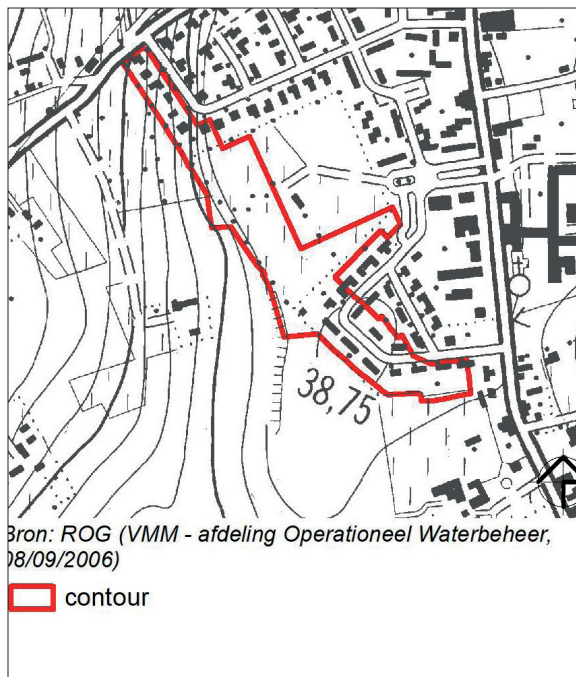 38,75
Bron: ROG (VMM - afdeling Operationeel Waterbeheer,
08/09/2006)
contour